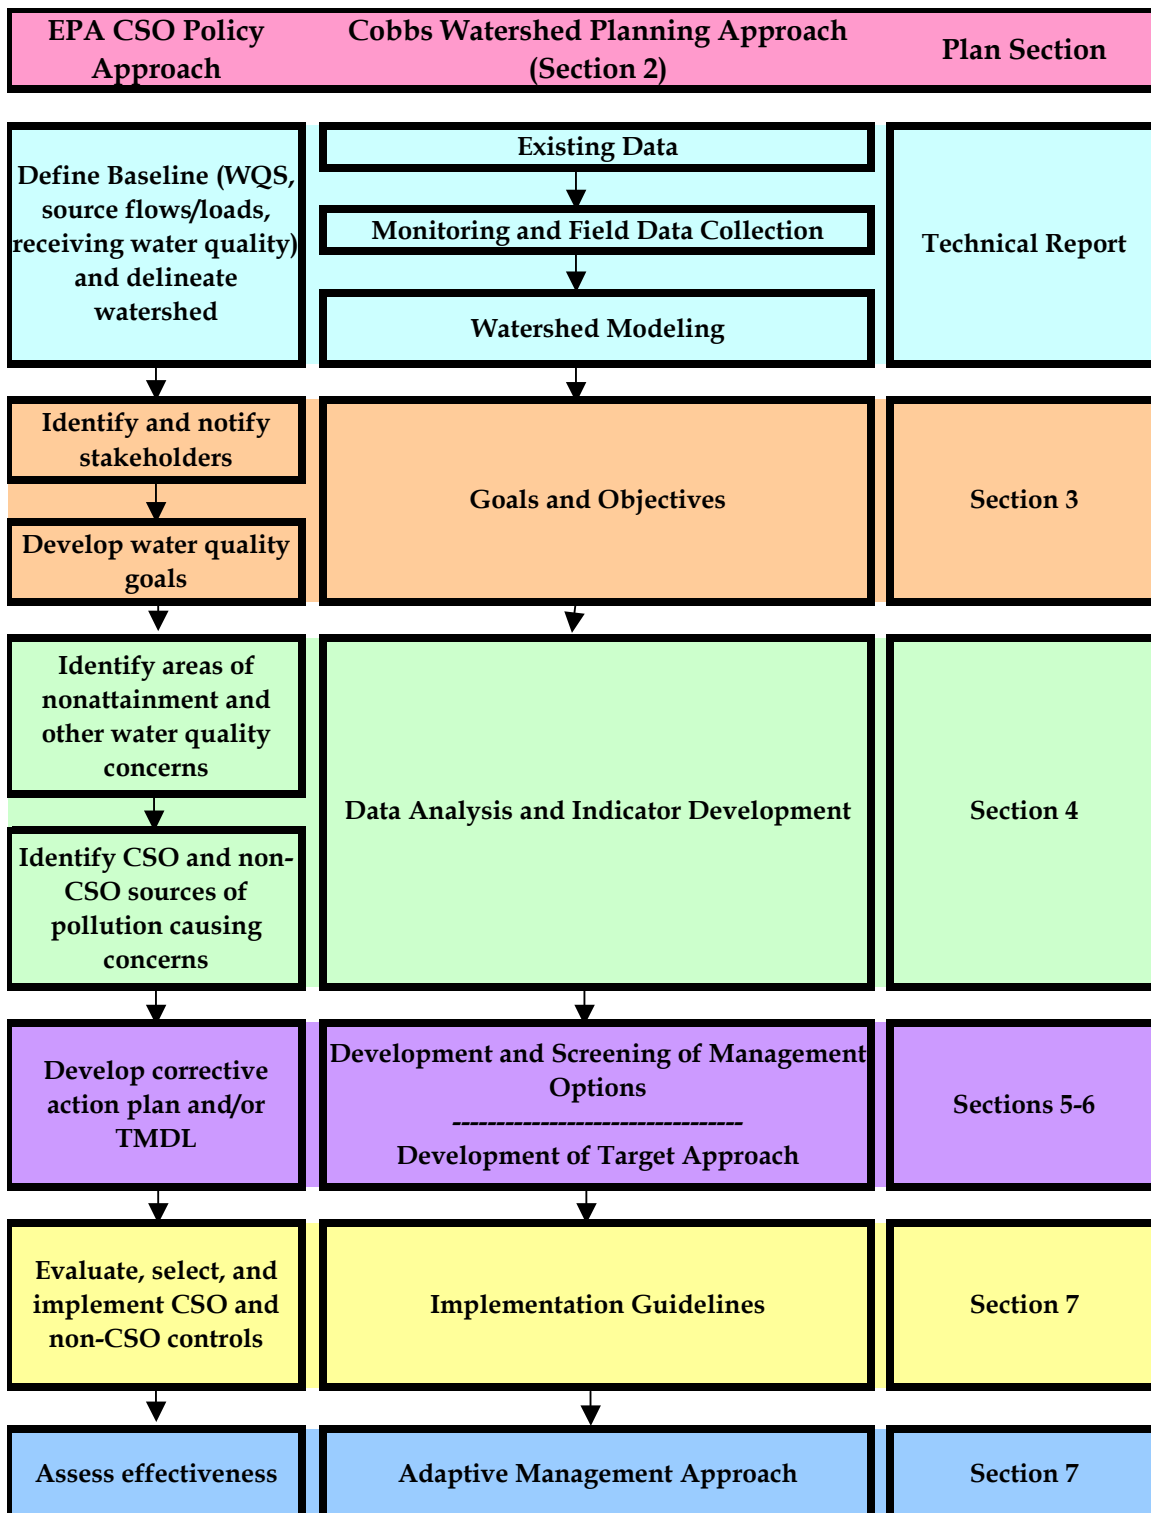 EPA CSO Policy
Approach
Cobbs Watershed Planning Approach
(Section 2)
Plan Section
Define Baseline (WQS,
source flows/loads,
receiving water quality)
and delineate
watershed
Existing Data
Monitoring and Field Data Collection
Watershed Modeling
Technical Report
Identify and notify
stakeholders
Develop water quality
goals
Goals and Objectives
Section 3
Identify areas of
nonattainment and
other water quality
concerns
Identify CSO and non-
CSO sources of
pollution causing
concerns
Data Analysis and Indicator Development
Section 4
Develop corrective
action plan and/or
TMDL
Development and Screening of Management
Options
---------------------------------
Development of Target Approach
Sections 5-6
Evaluate, select, and
implement CSO and
non-CSO controls
Implementation Guidelines
Section 7
Assess effectiveness
Adaptive Management Approach
Section 7